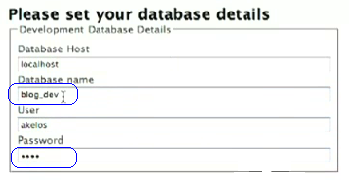 Please set your database details
Development Database Details
Database Host
localhost
Database name
blog_dev
User
akelos
Password
••••